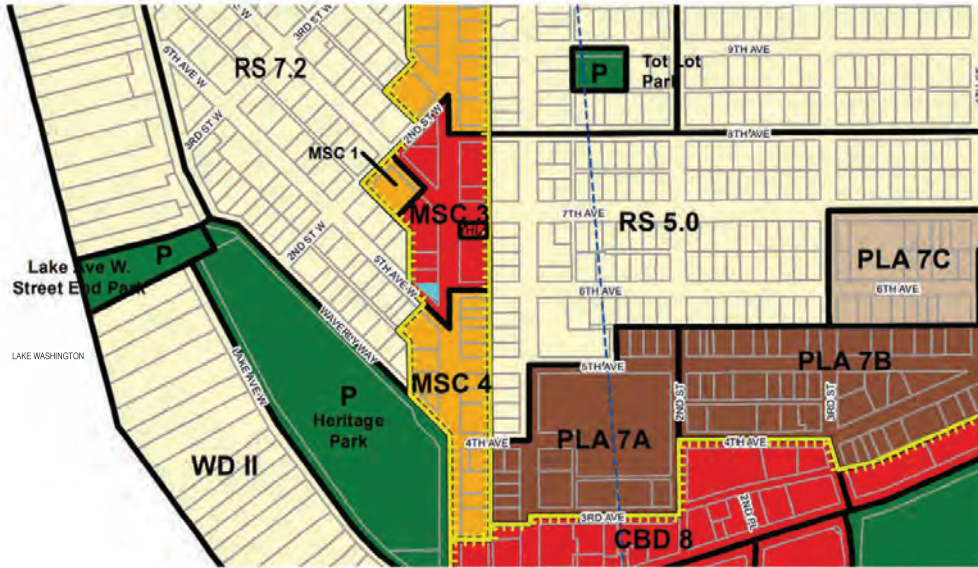 3RD ST W
5TH AVE W
RS 7.2
9TH AVE
P
Tot Lot
Park
3RD ST W
2ND ST W
8TH AVE
MSC 1
MSC 3
7TH AVE
RS 5.0
HL
2ND ST W
P
Lake Ave W.
Street End Park
5TH AVE W
PLA 7C
6TH AVE
6TH AVE
WAVERLY WAY
LAKE WASHINGTON
LAKE AVE W
MSC 4
5TH AVE
PLA 7B
2ND ST
3RD ST
P
Heritage
Park
4TH AVE
PLA 7A
4TH AVE
WD II
2ND PL
3RD AVE
CBD 8